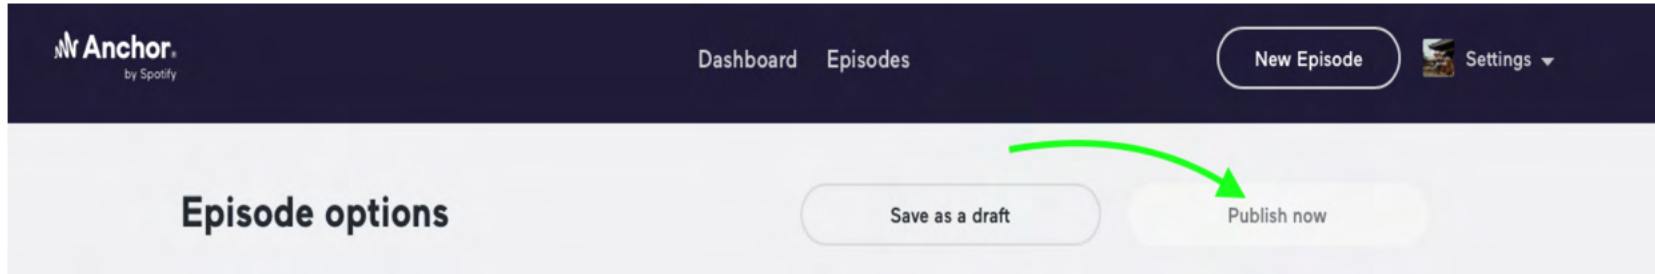 Anchor.
by Spotify
Dashboard Episodes
New Episode
Settings
Episode options
Save as a draft
Publish now